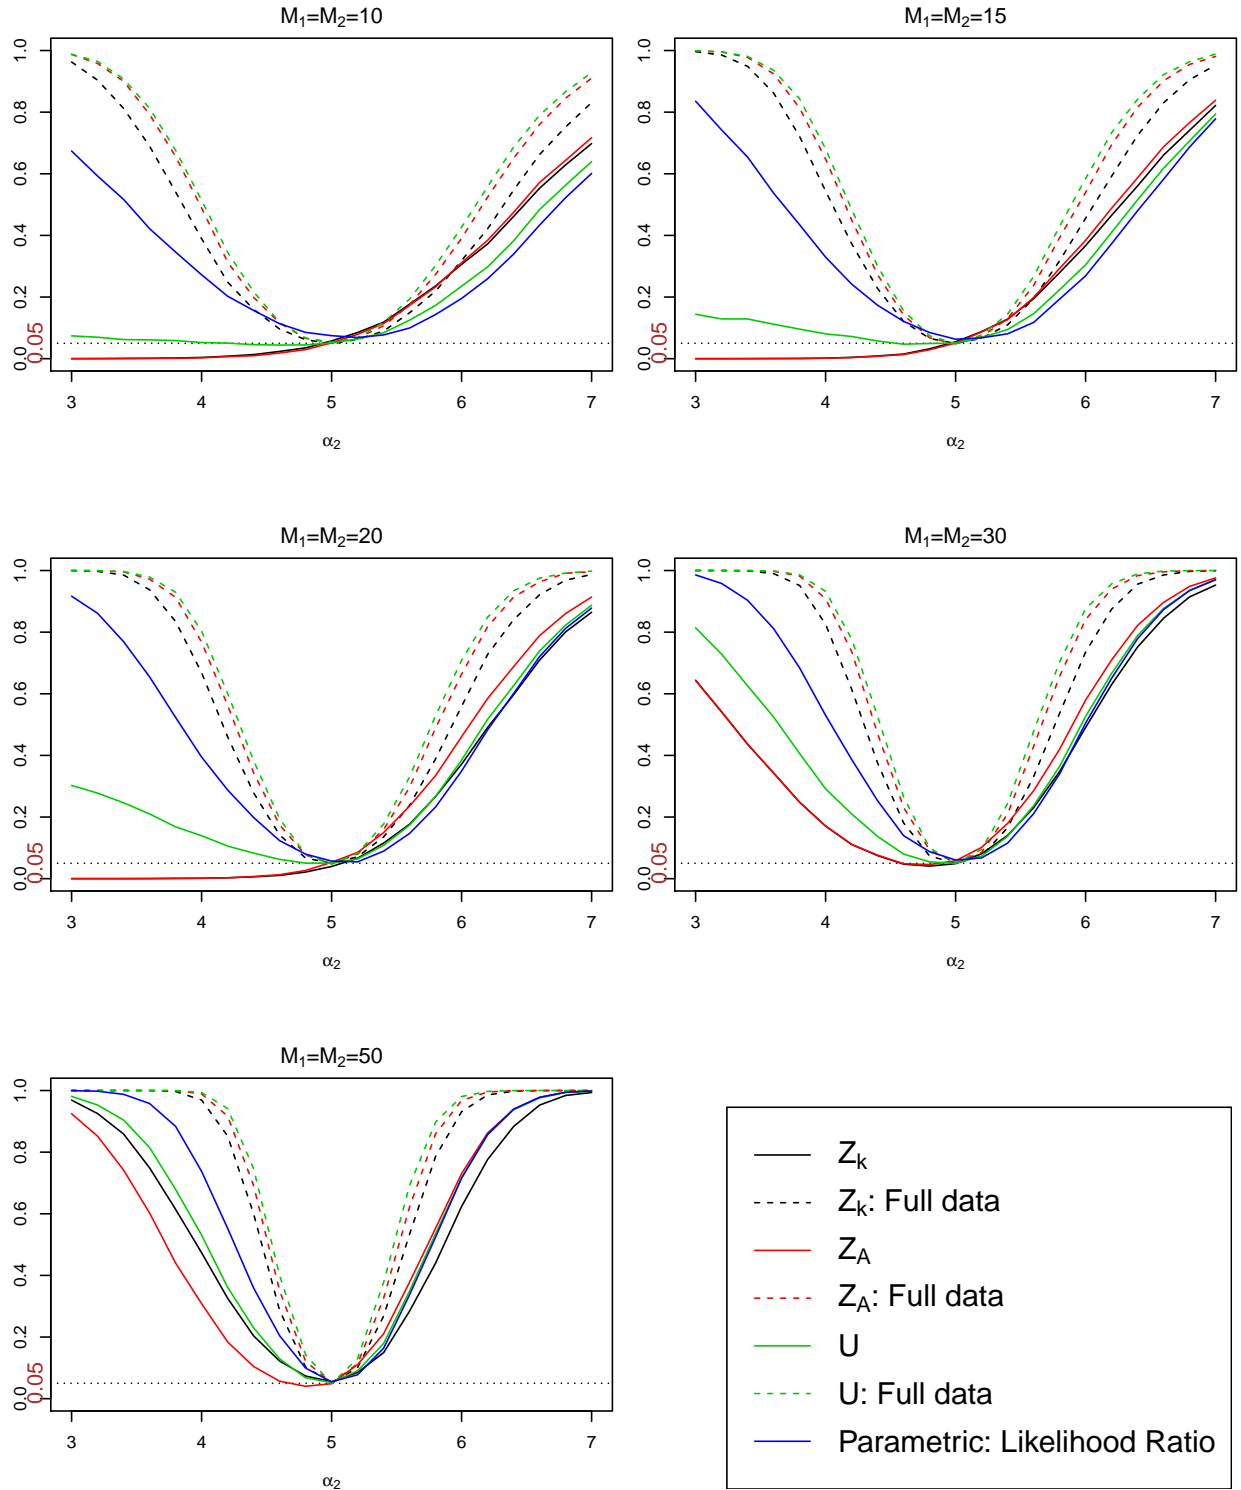 M₁=M₂=10
1.0
0.8
0.6
0.4
0.2
0.0
0.05
3 4 5 6 7
α₂
M₁=M₂=15
1.0
0.8
0.6
0.4
0.2
0.0
0.05
3 4 5 6 7
α₂
M₁=M₂=20
1.0
0.8
0.6
0.4
0.2
0.0
0.05
3 4 5 6 7
α₂
M₁=M₂=30
1.0
0.8
0.6
0.4
0.2
0.0
0.05
3 4 5 6 7
α₂
M₁=M₂=50
1.0
0.8
0.6
0.4
0.2
0.0
0.05
3 4 5 6 7
α₂
Zₖ
Zₖ: Full data
Z_A
Z_A: Full data
U
U: Full data
Parametric: Likelihood Ratio